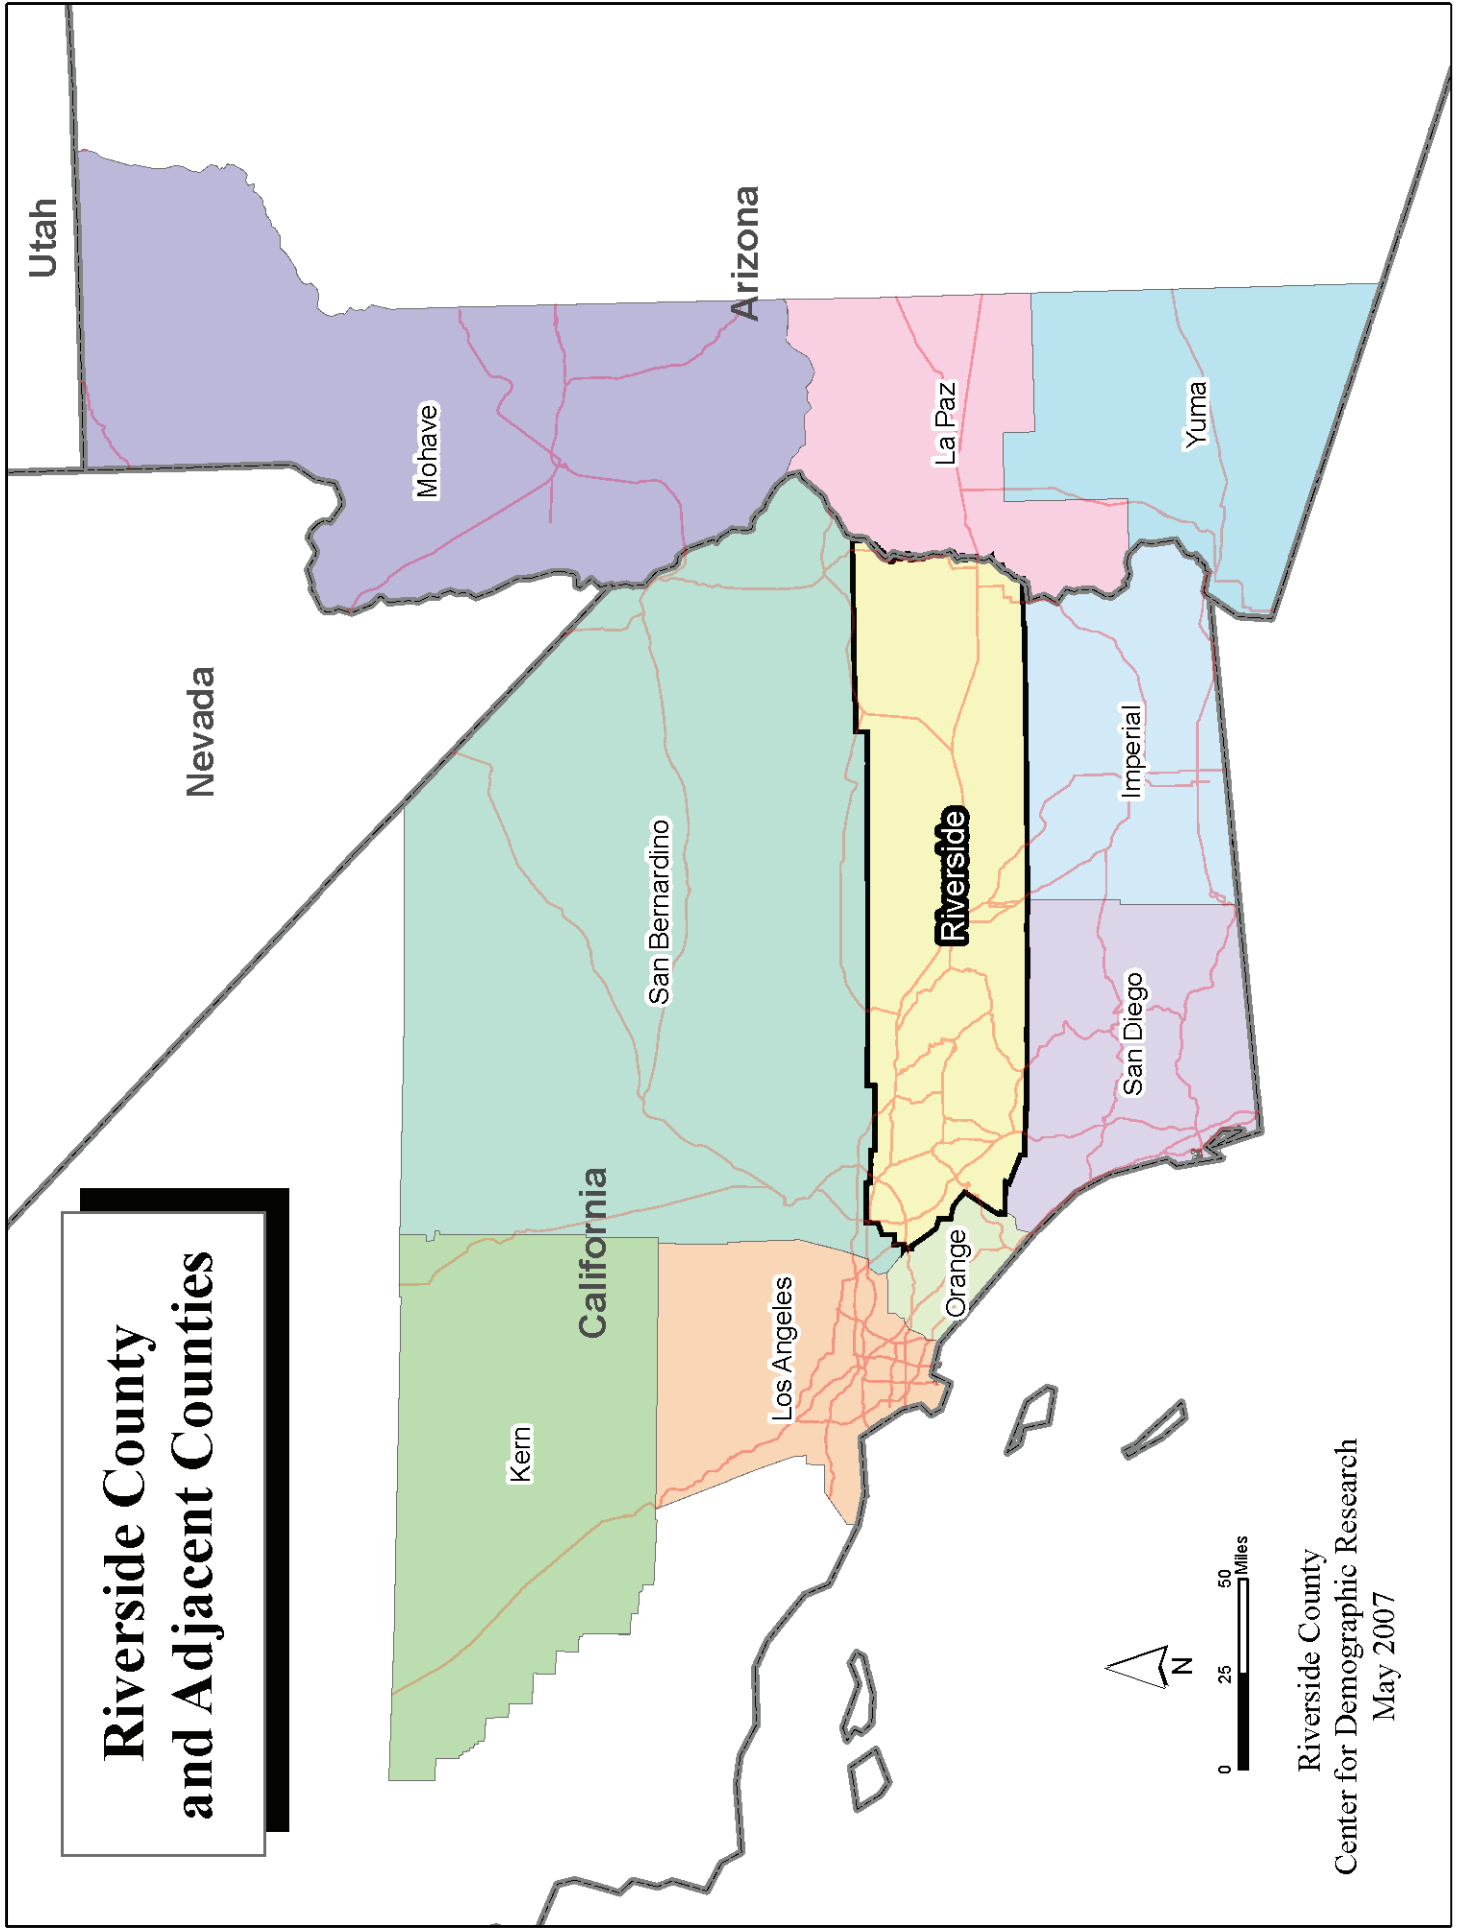 Riverside County
and Adjacent Counties
Utah
Nevada
California
Arizona
Kern
San Bernardino
Mohave
Los Angeles
Orange
Riverside
La Paz
San Diego
Imperial
Yuma
N
0 25 50
Miles
Riverside County
Center for Demographic Research
May 2007